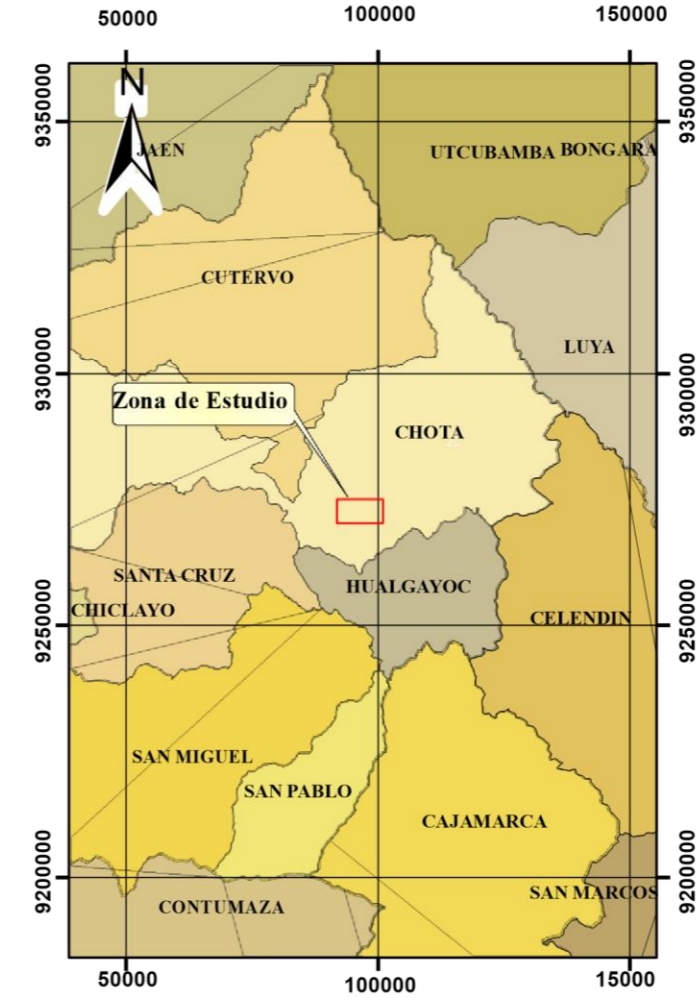 50000 100000 150000
9350000 9350000
N
JAEN
UTCUBAMBA BONGARA
CUTERVO
LUYA
9300000 9300000
Zona de Estudio
CHOTA
SANTA CRUZ
HUALGAYOC
CHICLAYO
CELENDIN
9250000 9250000
SAN MIGUEL
SAN PABLO
CAJAMARCA
9200000 9200000
SAN MARCOS
CONTUMAZA
50000 100000 15000